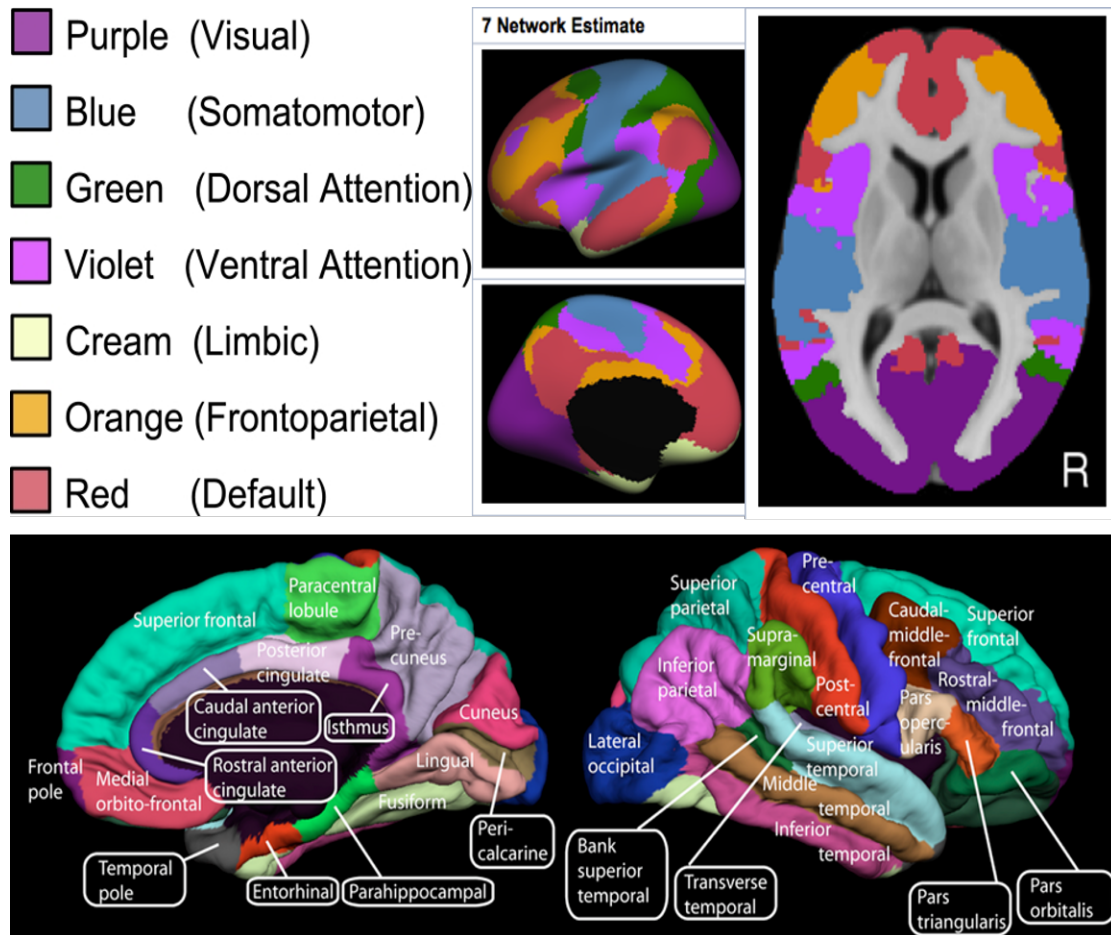 Purple (Visual)
Blue (Somatomotor)
Green (Dorsal Attention)
Violet (Ventral Attention)
Cream (Limbic)
Orange (Frontoparietal)
Red (Default)
7 Network Estimate
R
Superior frontal
Paracentral
lobule
Posterior
cingulate
Pre-
cuneus
Caudal anterior
cingulate
Isthmus
Cuneus
Rostral anterior
cingulate
Frontal
pole
Medial
orbito-frontal
Lingual
Fusiform
Peri-
calcarine
Temporal
pole
Entorhinal
Parahippocampal
Superior
parietal
Pre-
central
Supra-
marginal
Caudal-
middle-
frontal
Superior
frontal
Inferior
parietal
Post-
central
Pars
operc-
ularis
Rostral-
middle-
frontal
Lateral
occipital
Superior
temporal
Middle
temporal
Inferior
temporal
Bank
superior
temporal
Transverse
temporal
Pars
triangularis
Pars
orbitalis